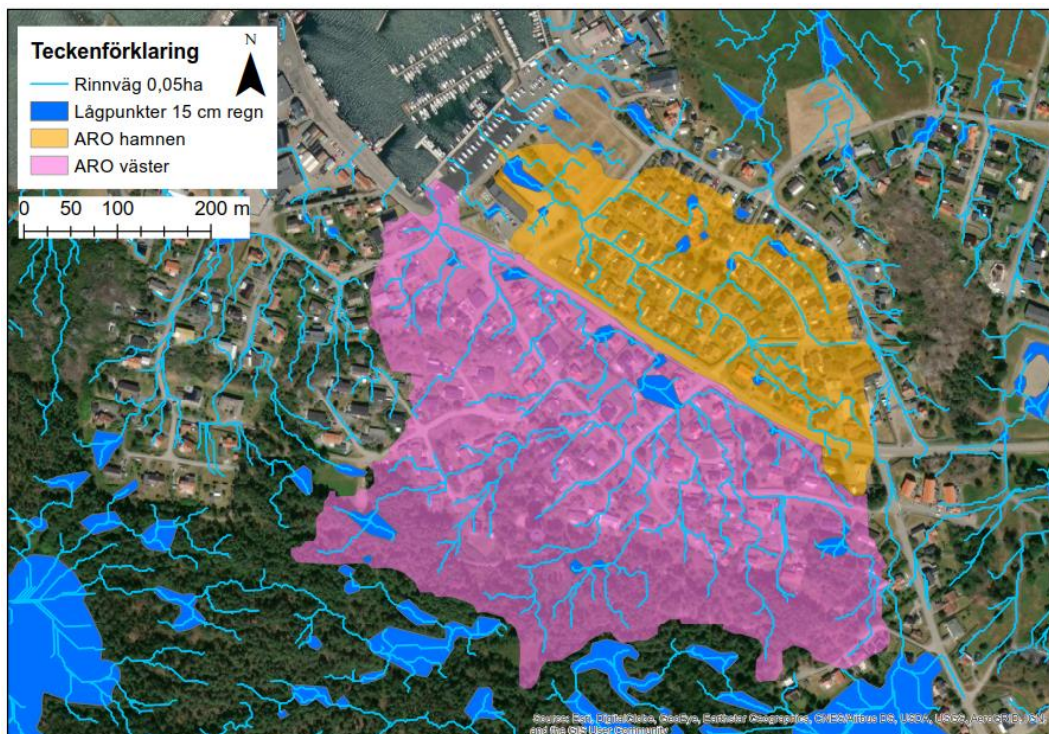 Teckenförklaring
N
Rinnväg 0,05ha
Lågpunkter 15 cm regn
ARO hamnen
ARO väster
0 50 100 200 m
Source: Esri, DigitalGlobe, GeoEye, Earthstar Geographics, CNES/Airbus DS, USDA, USGS, AeroGRID, IGN,
and the GIS User Community